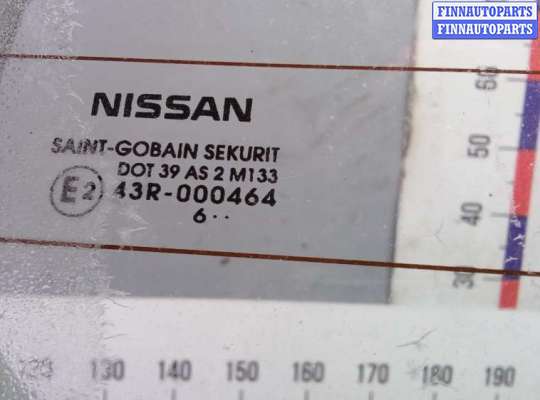 FINNAUTOPARTS
FINNAUTOPARTS
NISSAN
SAINT-GOBAIN SEKURIT
DOT 39 AS 2 M133
E2 43R-000464
6··
60
50
40
30
120 130 140 150 160 170 180 190